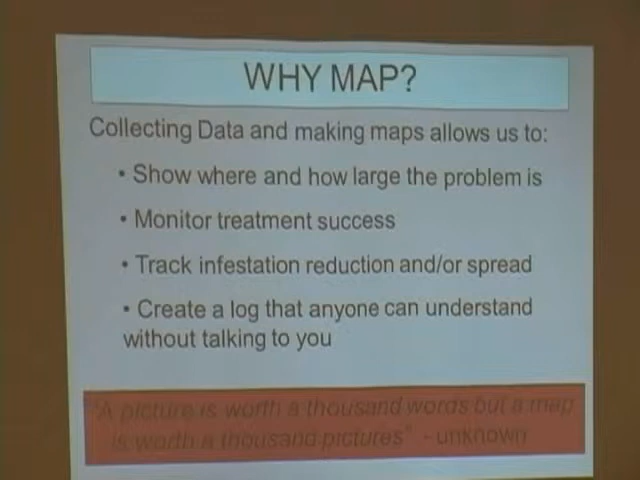 WHY MAP?
Collecting Data and making maps allows us to:
• Show where and how large the problem is
• Monitor treatment success
• Track infestation reduction and/or spread
• Create a log that anyone can understand
without talking to you
"A picture is worth a thousand words but a map
is worth a thousand pictures" - unknown